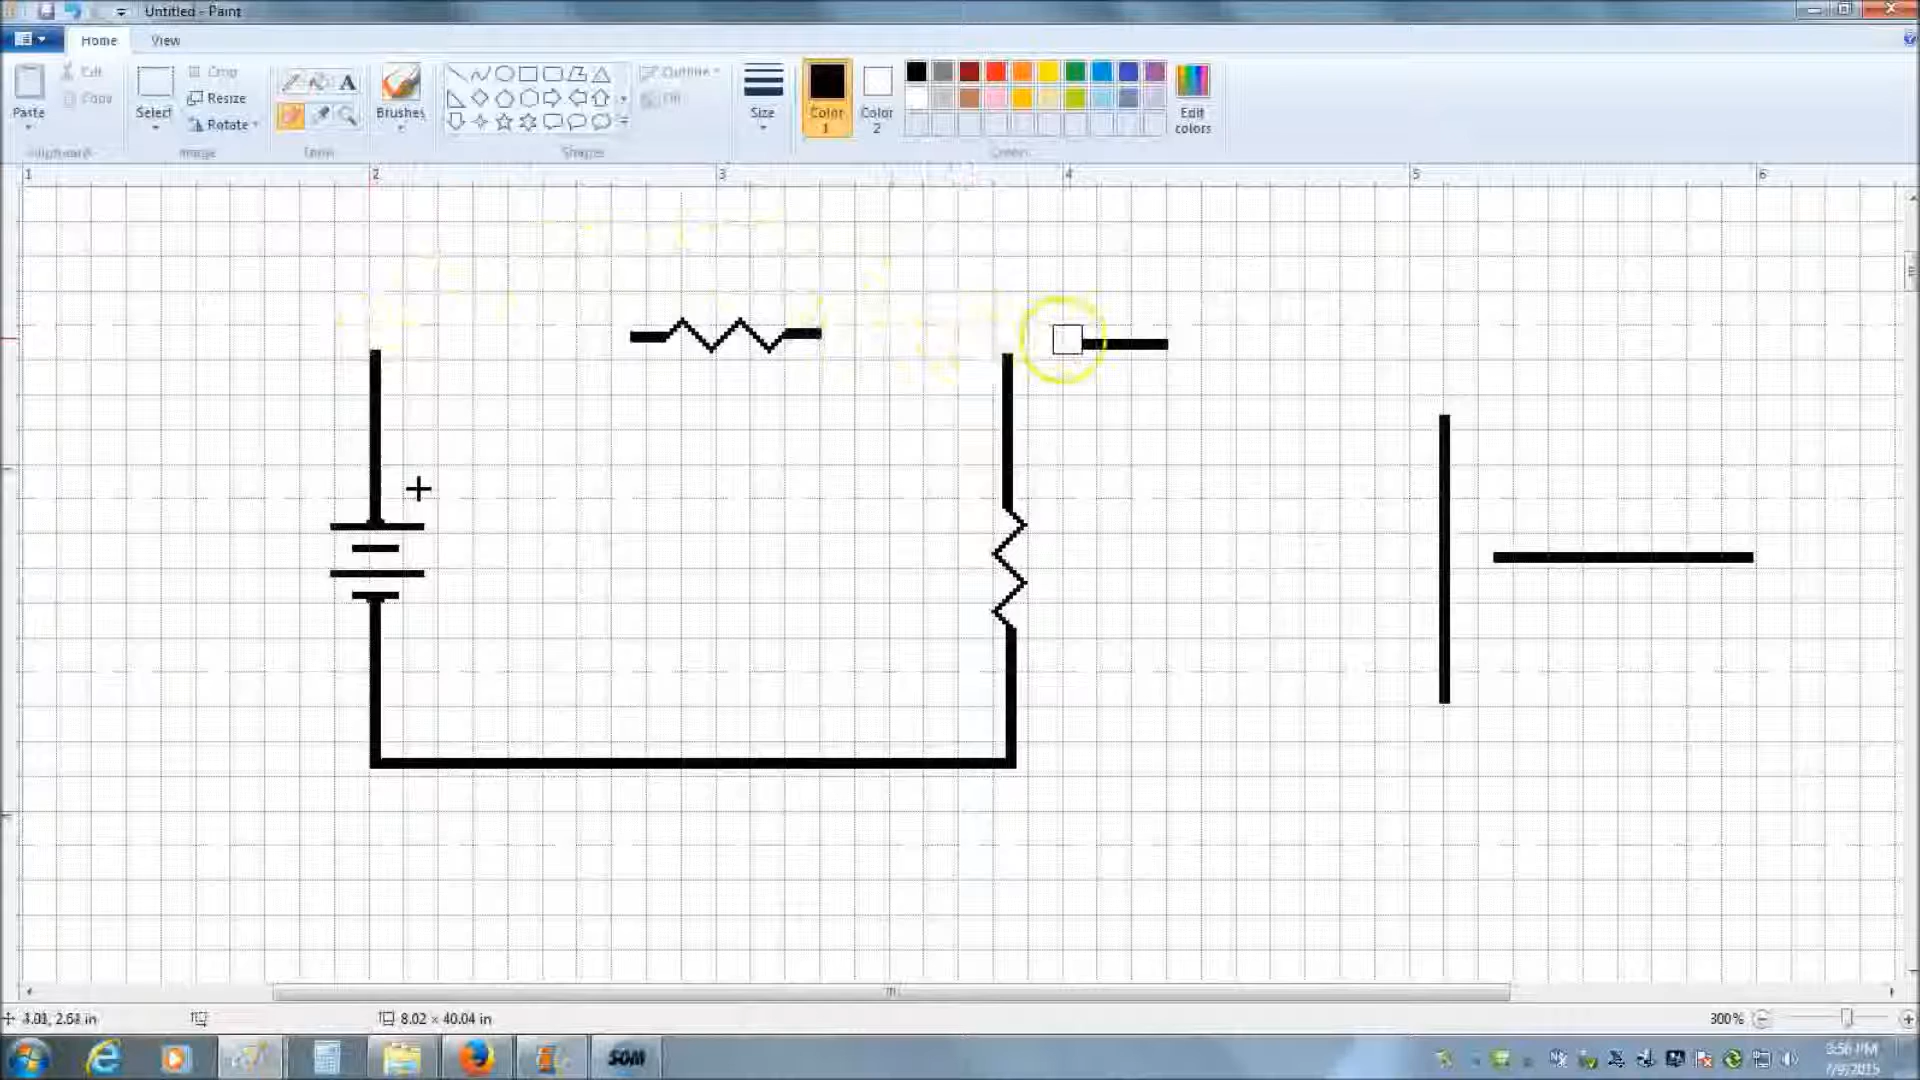 Untitled - Paint
Home View
Paste
Cut
Copy
Clipboard
Select
Crop
Resize
Rotate
Image
A
Tools
Brushes
Outline
Fill
Shapes
Size
Color 1
Color 2
Edit colors
Colors
1 2 3 4 5 6
+
4.01, 2.61 in
8.02 × 40.04 in
300%
SOM
3:56 PM
7/9/2015